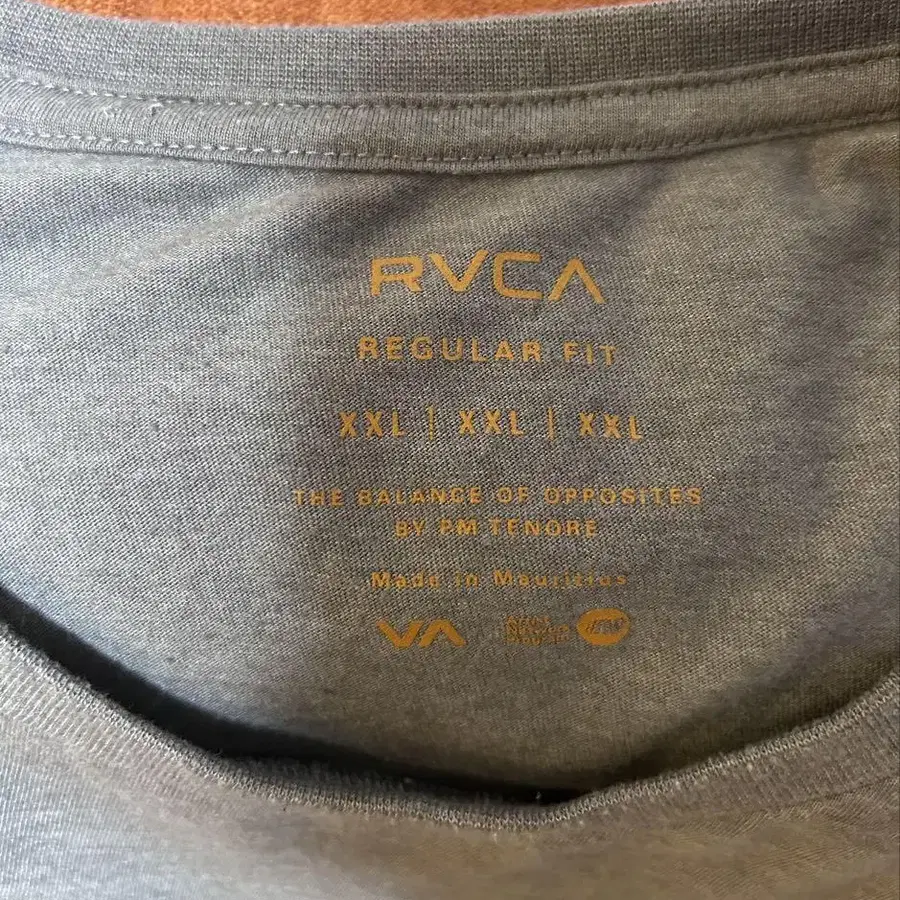 RVCA
REGULAR FIT
XXL | XXL | XXL
THE BALANCE OF OPPOSITES
BY PM TENORE
Made in Mauritius
VA